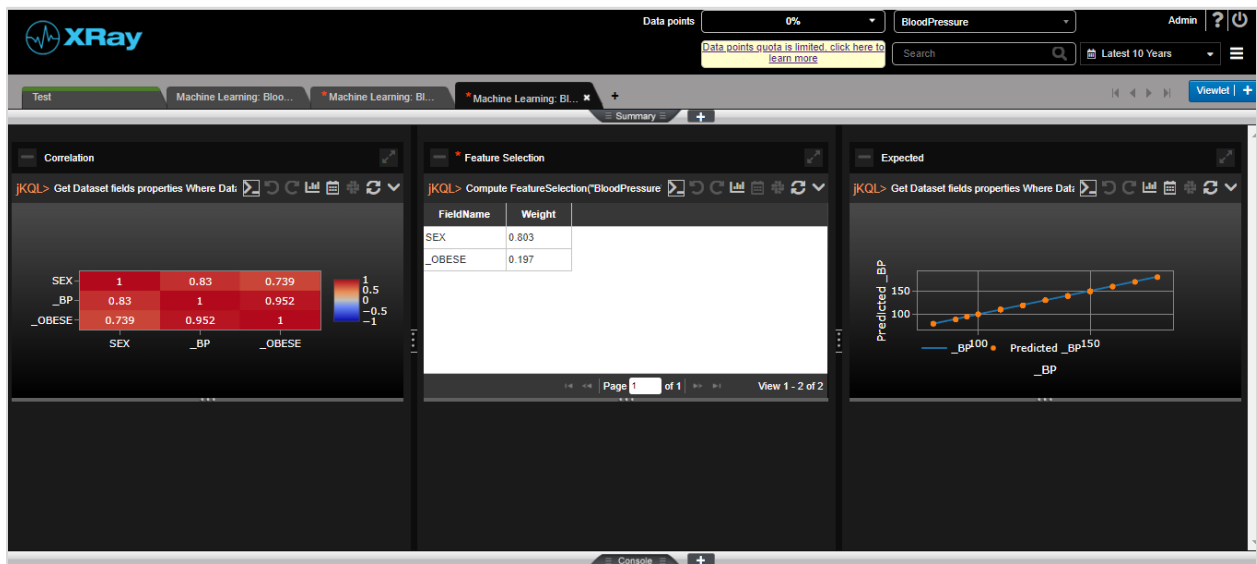 XRay
Data points
0%
BloodPressure
Admin
?
Data points quota is limited. click here to
learn more
Search
Latest 10 Years
Test
Machine Learning: Bloo...
*Machine Learning: Bl...
*Machine Learning: Bl... ×
+
Viewlet | +
Summary
+
Correlation
jKQL> Get Dataset fields properties Where Data
SEX 1 0.83 0.739
_BP 0.83 1 0.952
_OBESE 0.739 0.952 1
SEX _BP _OBESE
1
0.5
0
−0.5
−1
* Feature Selection
jKQL> Compute FeatureSelection("BloodPressure
FieldName Weight
SEX 0.803
_OBESE 0.197
Page 1 of 1
View 1 - 2 of 2
Expected
jKQL> Get Dataset fields properties Where Data
Predicted _BP
150
100
100 150
_BP Predicted _BP
_BP
Console
+